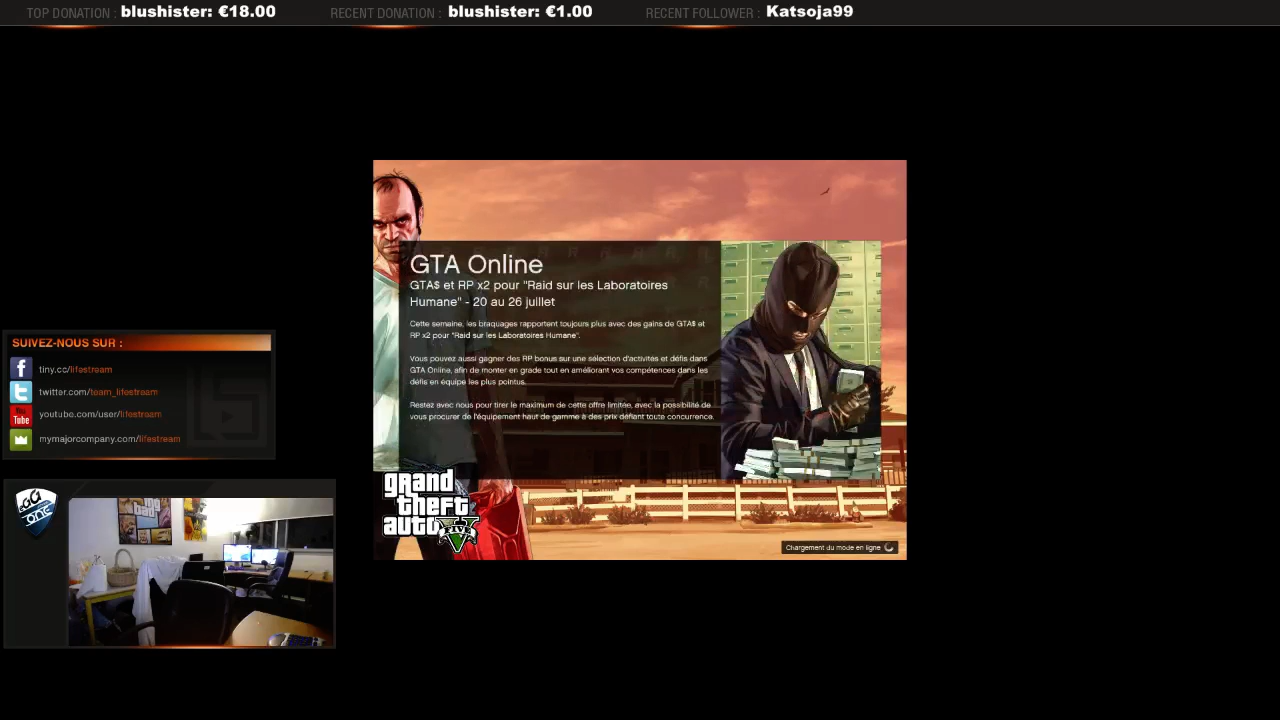 TOP DONATION : blushister: €18.00
RECENT DONATION : blushister: €1.00
RECENT FOLLOWER : Katsoja99
GTA Online
GTA$ et RP x2 pour "Raid sur les Laboratoires
Humane" - 20 au 26 juillet
Cette semaine, les braquages rapportent toujours plus avec des gains de GTA$ et
RP x2 pour "Raid sur les Laboratoires Humane".
Vous pouvez aussi gagner des RP bonus sur une sélection d'activités et défis dans
GTA Online, afin de monter en grade tout en améliorant vos compétences dans les
défis en équipe les plus pointus.
Restez avec nous pour tirer le maximum de cette offre limitée, avec la possibilité de
vous procurer de l'équipement haut de gamme à des prix défiant toute concurrence.
SUIVEZ-NOUS SUR :
tiny.cc/lifestream
twitter.com/team_lifestream
You Tube
youtube.com/user/lifestream
mymajorcompany.com/lifestream
GG
ONE
grand
theft
auto
V
FIVE
Chargement du mode en ligne